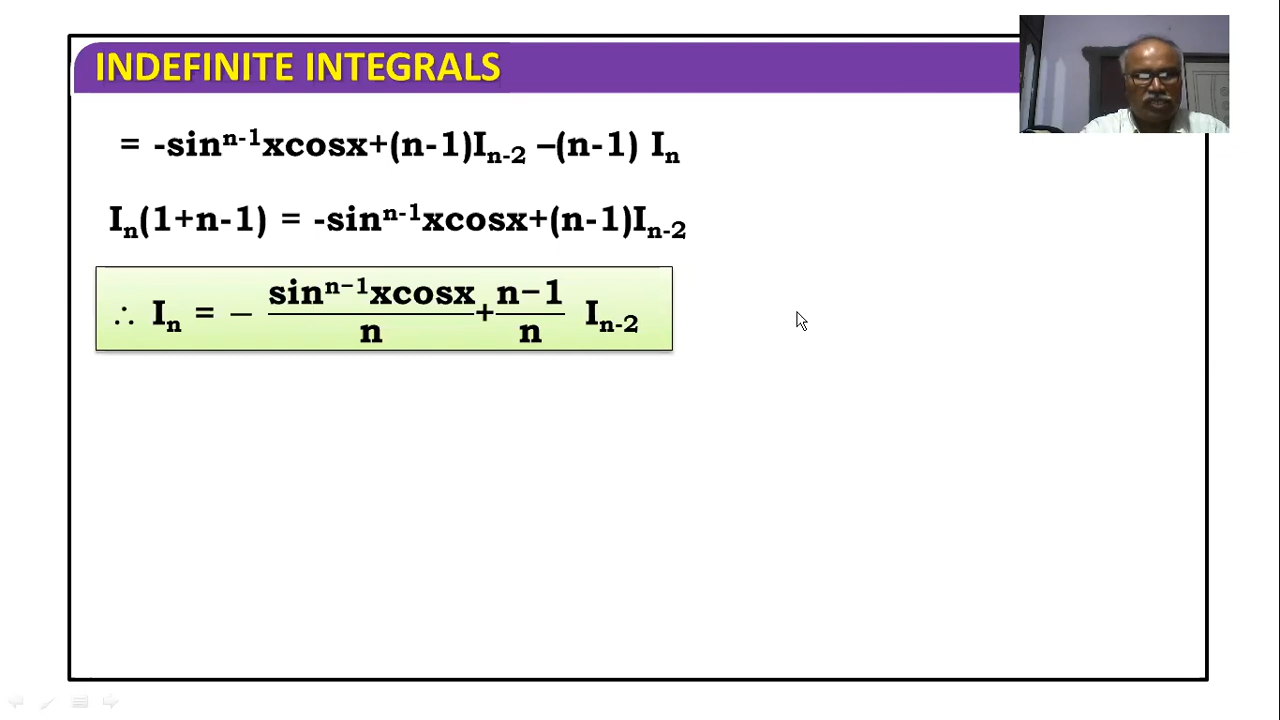 INDEFINITE INTEGRALS
= -sinⁿ⁻¹xcosx+(n-1)Iₙ₋₂ –(n-1) Iₙ
Iₙ(1+n-1) = -sinⁿ⁻¹xcosx+(n-1)Iₙ₋₂
∴ Iₙ = − sinⁿ⁻¹xcosx/n + n−1/n Iₙ₋₂